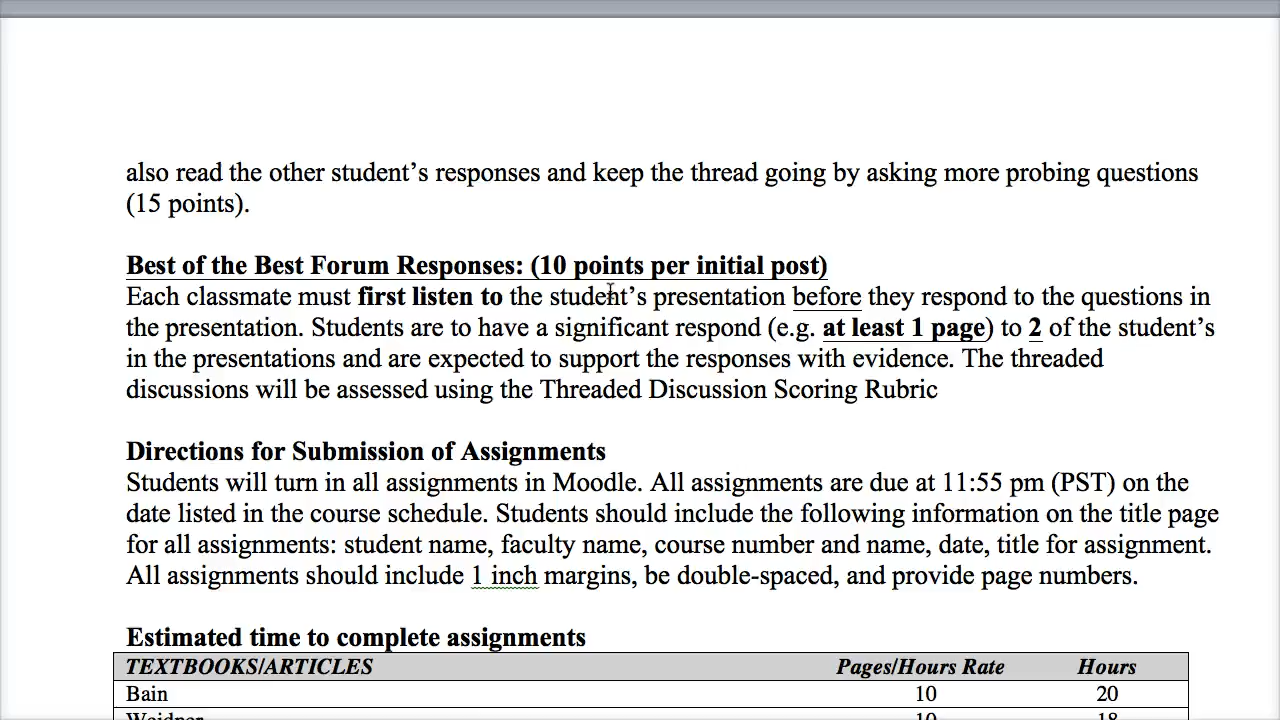 also read the other student’s responses and keep the thread going by asking more probing questions
(15 points).
Best of the Best Forum Responses: (10 points per initial post)
Each classmate must first listen to the student’s presentation before they respond to the questions in
the presentation. Students are to have a significant respond (e.g. at least 1 page) to 2 of the student’s
in the presentations and are expected to support the responses with evidence. The threaded
discussions will be assessed using the Threaded Discussion Scoring Rubric
Directions for Submission of Assignments
Students will turn in all assignments in Moodle. All assignments are due at 11:55 pm (PST) on the
date listed in the course schedule. Students should include the following information on the title page
for all assignments: student name, faculty name, course number and name, date, title for assignment.
All assignments should include 1 inch margins, be double-spaced, and provide page numbers.
Estimated time to complete assignments
TEXTBOOKS/ARTICLES Pages/Hours Rate Hours
Bain 10 20
Weidner 10 18